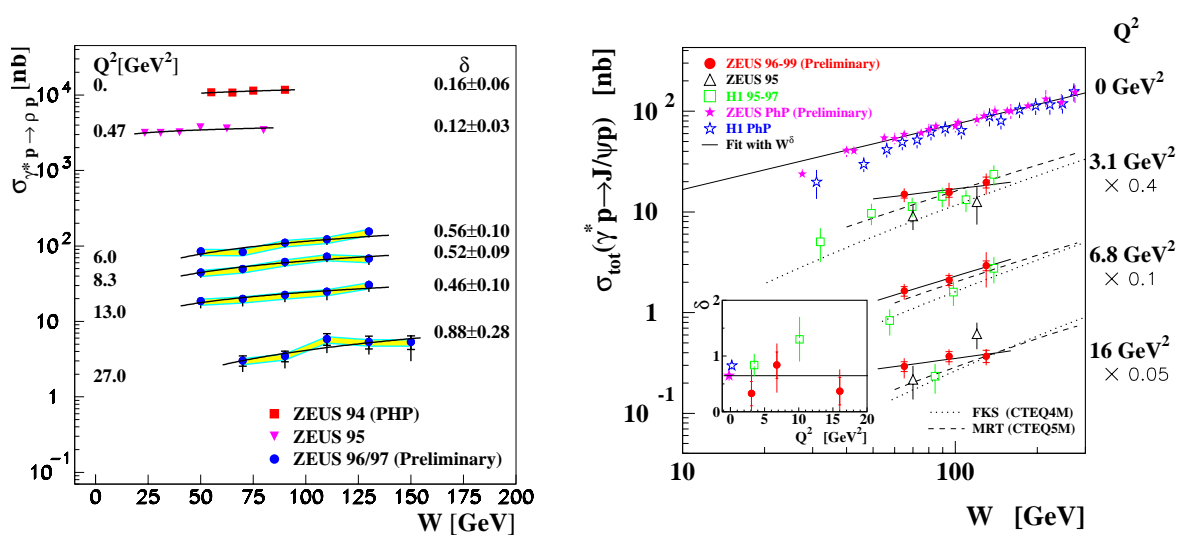 σγ* p → ρ p [nb]
Q² [GeV²]
δ
0.
0.16±0.06
0.47
0.12±0.03
6.0
0.56±0.10
8.3
0.52±0.09
13.0
0.46±0.10
27.0
0.88±0.28
10⁴
10³
10²
10
1
10⁻¹
ZEUS 94 (PHP)
ZEUS 95
ZEUS 96/97 (Preliminary)
0 25 50 75 100 125 150 175 200
W [GeV]
σtot(γ* p→J/ψp) [nb]
Q²
ZEUS 96-99 (Preliminary)
ZEUS 95
H1 95-97
ZEUS PhP (Preliminary)
H1 PhP
Fit with W^δ
0 GeV²
3.1 GeV²
× 0.4
6.8 GeV²
× 0.1
16 GeV²
× 0.05
10²
10
1
10⁻¹
δ
2
1
0
0 5 10 15 20
Q² [GeV²]
FKS (CTEQ4M)
MRT (CTEQ5M)
10 100
W [GeV]